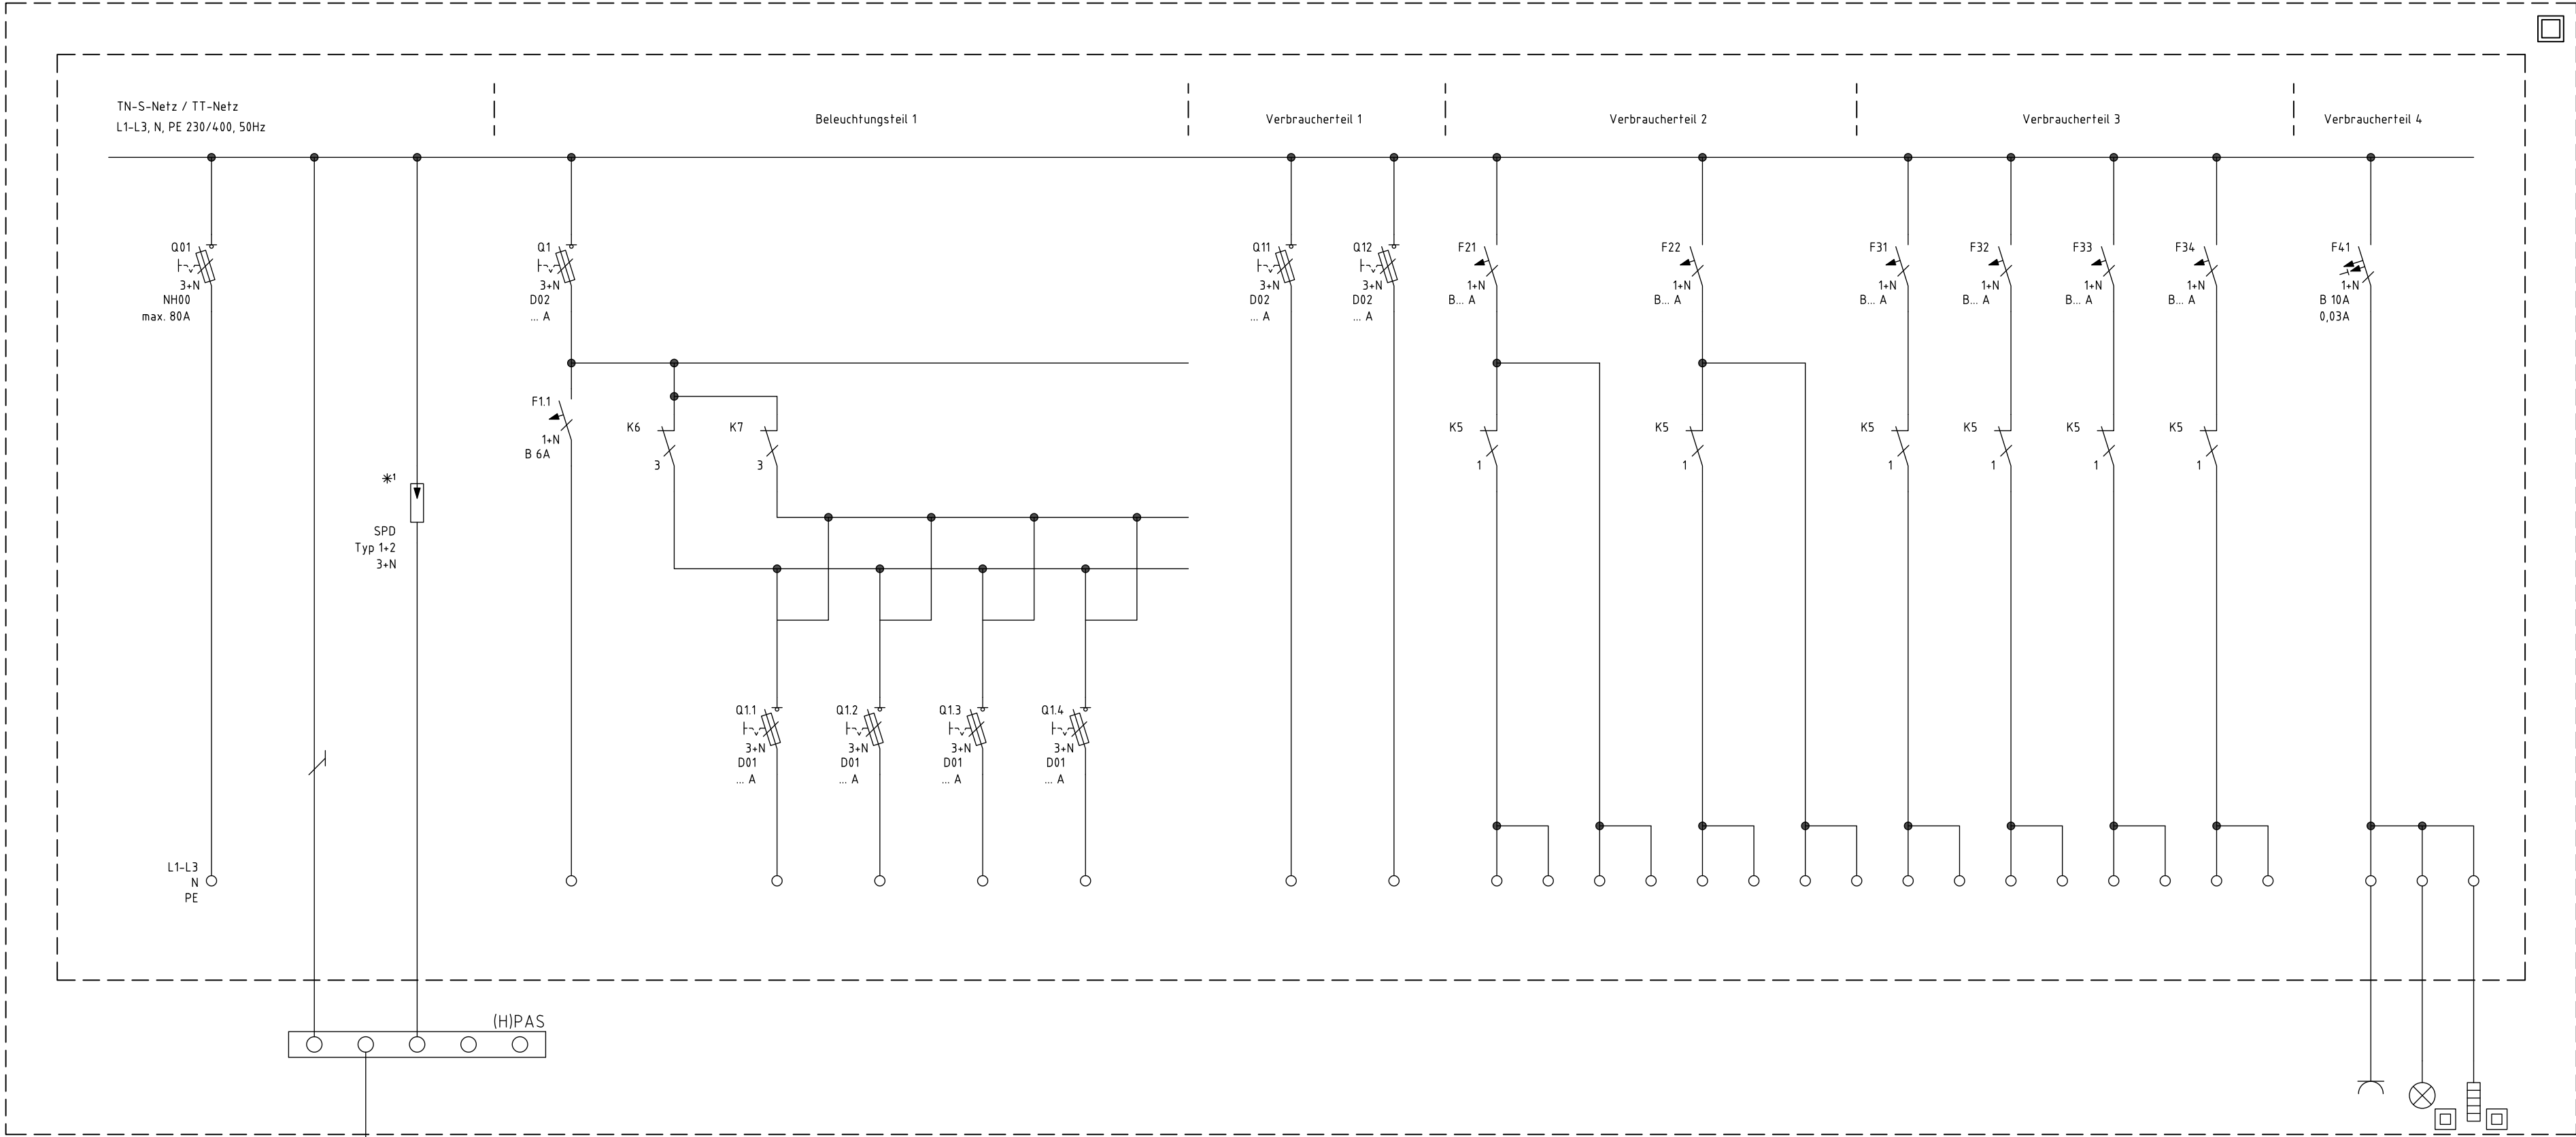 TN-S-Netz / TT-Netz
L1-L3, N, PE 230/400, 50Hz
Beleuchtungsteil 1
Verbraucherteil 1
Verbraucherteil 2
Verbraucherteil 3
Verbraucherteil 4
Q01
3+N
NH00
max. 80A
Q1
3+N
D02
... A
Q11
3+N
D02
... A
Q12
3+N
D02
... A
F21
1+N
B... A
F22
1+N
B... A
F31
1+N
B... A
F32
1+N
B... A
F33
1+N
B... A
F34
1+N
B... A
F41
1+N
B 10A
0,03A
F1.1
1+N
B 6A
K6
3
K7
3
K5
1
K5
1
K5
1
K5
1
K5
1
K5
1
*1
SPD
Typ 1+2
3+N
Q1.1
3+N
D01
... A
Q1.2
3+N
D01
... A
Q1.3
3+N
D01
... A
Q1.4
3+N
D01
... A
L1-L3
N
PE
(H)PAS